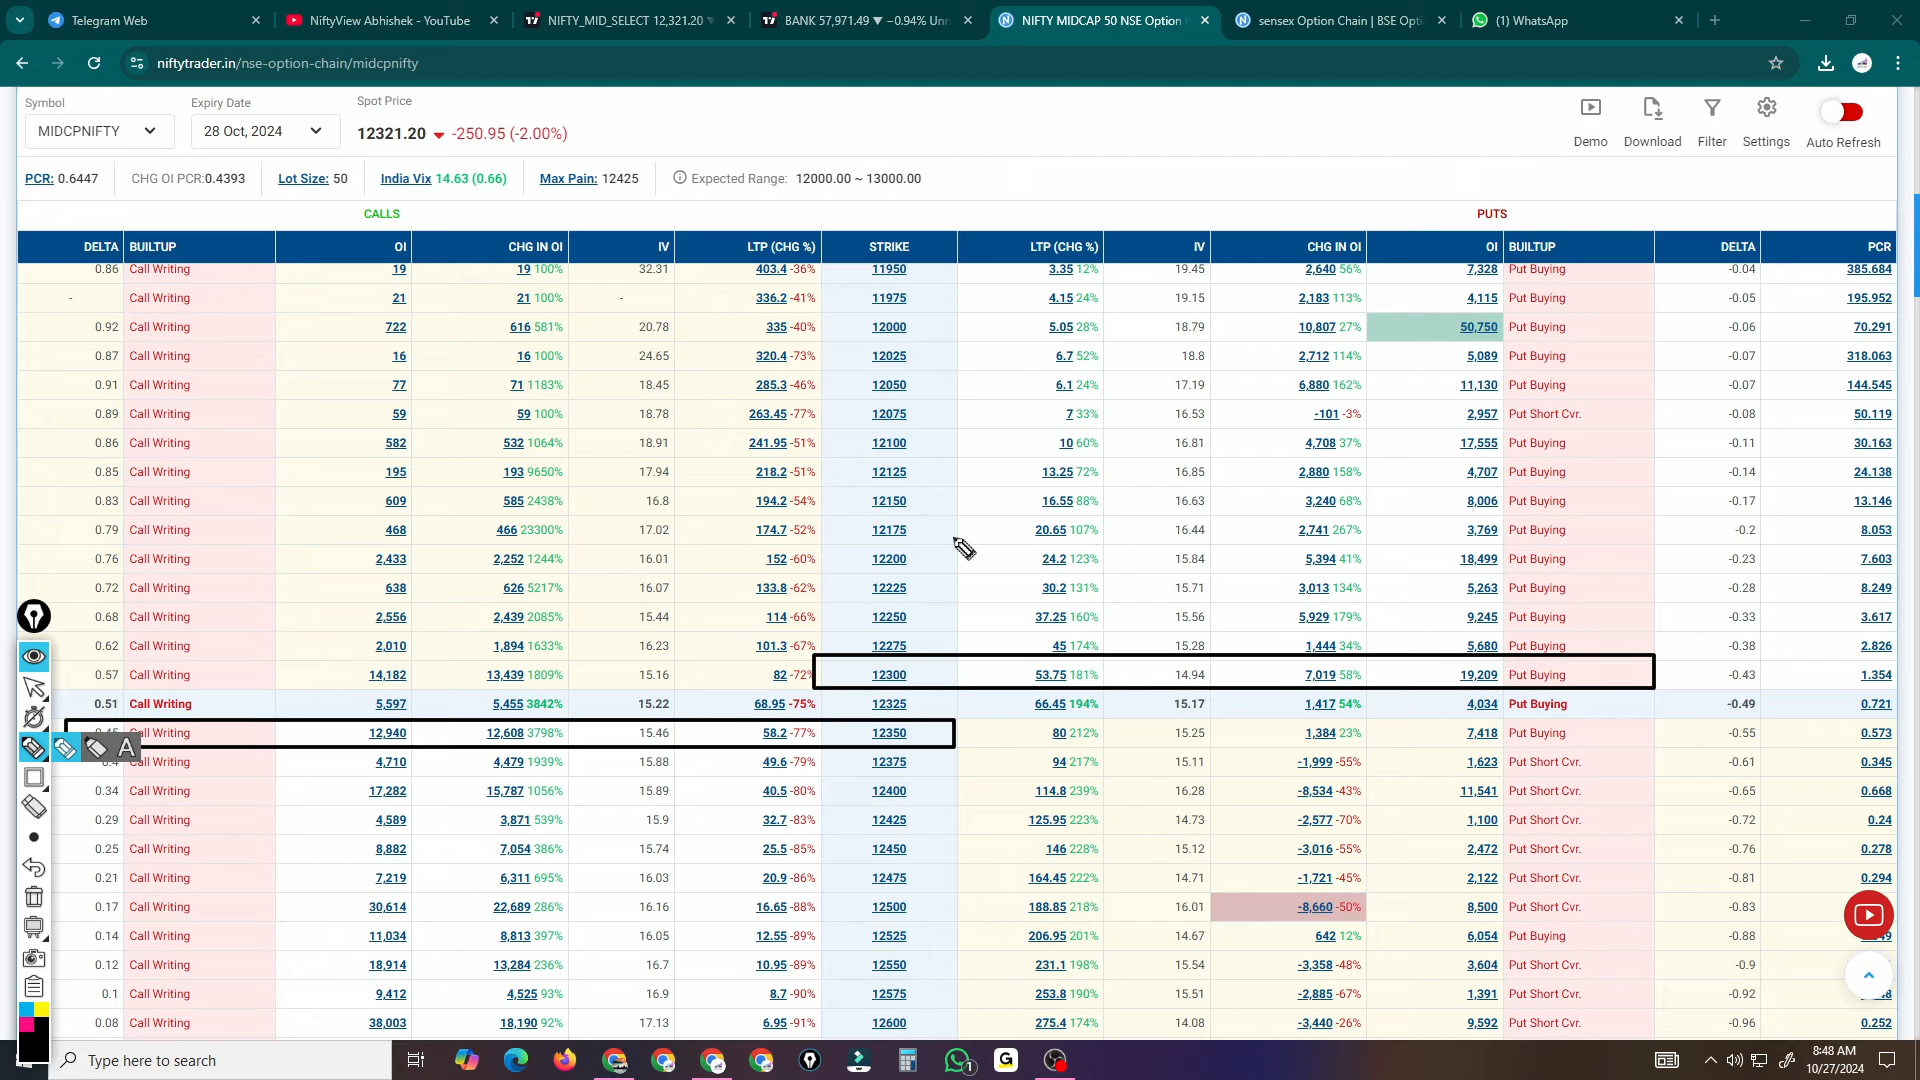 Telegram Web
NiftyView Abhishek - YouTube
NIFTY_MID_SELECT 12,321.20
BANK 57,971.49 ▼ −0.94% Unn
NIFTY MIDCAP 50 NSE Option
sensex Option Chain | BSE Opti
(1) WhatsApp
niftytrader.in/nse-option-chain/midcpnifty
Symbol Expiry Date Spot Price
MIDCPNIFTY 28 Oct, 2024 12321.20 -250.95 (-2.00%)
Demo Download Filter Settings Auto Refresh
PCR: 0.6447 CHG OI PCR:0.4393 Lot Size: 50 India Vix 14.63 (0.66) Max Pain: 12425 Expected Range: 12000.00 ~ 13000.00
CALLS PUTS
DELTA BUILTUP OI CHG IN OI IV LTP (CHG %) STRIKE LTP (CHG %) IV CHG IN OI OI BUILTUP DELTA PCR
0.86 Call Writing 19 19 100% 32.31 403.4 -36% 11950 3.35 12% 19.45 2,640 56% 7,328 Put Buying -0.04 385.684
- Call Writing 21 21 100% - 336.2 -41% 11975 4.15 24% 19.15 2,183 113% 4,115 Put Buying -0.05 195.952
0.92 Call Writing 722 616 581% 20.78 335 -40% 12000 5.05 28% 18.79 10,807 27% 50,750 Put Buying -0.06 70.291
0.87 Call Writing 16 16 100% 24.65 320.4 -73% 12025 6.7 52% 18.8 2,712 114% 5,089 Put Buying -0.07 318.063
0.91 Call Writing 77 71 1183% 18.45 285.3 -46% 12050 6.1 24% 17.19 6,880 162% 11,130 Put Buying -0.07 144.545
0.89 Call Writing 59 59 100% 18.78 263.45 -77% 12075 7 33% 16.53 -101 -3% 2,957 Put Short Cvr. -0.08 50.119
0.86 Call Writing 582 532 1064% 18.91 241.95 -51% 12100 10 60% 16.81 4,708 37% 17,555 Put Buying -0.11 30.163
0.85 Call Writing 195 193 9650% 17.94 218.2 -51% 12125 13.25 72% 16.85 2,880 158% 4,707 Put Buying -0.14 24.138
0.83 Call Writing 609 585 2438% 16.8 194.2 -54% 12150 16.55 88% 16.63 3,240 68% 8,006 Put Buying -0.17 13.146
0.79 Call Writing 468 466 23300% 17.02 174.7 -52% 12175 20.65 107% 16.44 2,741 267% 3,769 Put Buying -0.2 8.053
0.76 Call Writing 2,433 2,252 1244% 16.01 152 -60% 12200 24.2 123% 15.84 5,394 41% 18,499 Put Buying -0.23 7.603
0.72 Call Writing 638 626 5217% 16.07 133.8 -62% 12225 30.2 131% 15.71 3,013 134% 5,263 Put Buying -0.28 8.249
0.68 Call Writing 2,556 2,439 2085% 15.44 114 -66% 12250 37.25 160% 15.56 5,929 179% 9,245 Put Buying -0.33 3.617
0.62 Call Writing 2,010 1,894 1633% 16.23 101.3 -67% 12275 45 174% 15.28 1,444 34% 5,680 Put Buying -0.38 2.826
0.57 Call Writing 14,182 13,439 1809% 15.16 82 -72% 12300 53.75 181% 14.94 7,019 58% 19,209 Put Buying -0.43 1.354
0.51 Call Writing 5,597 5,455 3842% 15.22 68.95 -75% 12325 66.45 194% 15.17 1,417 54% 4,034 Put Buying -0.49 0.721
Call Writing 12,940 12,608 3798% 15.46 58.2 -77% 12350 80 212% 15.25 1,384 23% 7,418 Put Buying -0.55 0.573
0.4 Call Writing 4,710 4,479 1939% 15.88 49.6 -79% 12375 94 217% 15.11 -1,999 -55% 1,623 Put Short Cvr. -0.61 0.345
0.34 Call Writing 17,282 15,787 1056% 15.89 40.5 -80% 12400 114.8 239% 16.28 -8,534 -43% 11,541 Put Short Cvr. -0.65 0.668
0.29 Call Writing 4,589 3,871 539% 15.9 32.7 -83% 12425 125.95 223% 14.73 -2,577 -70% 1,100 Put Short Cvr. -0.72 0.24
0.25 Call Writing 8,882 7,054 386% 15.74 25.5 -85% 12450 146 228% 15.12 -3,016 -55% 2,472 Put Short Cvr. -0.76 0.278
0.21 Call Writing 7,219 6,311 695% 16.03 20.9 -86% 12475 164.45 222% 14.71 -1,721 -45% 2,122 Put Short Cvr. -0.81 0.294
0.17 Call Writing 30,614 22,689 286% 16.16 16.65 -88% 12500 188.85 218% 16.01 -8,660 -50% 8,500 Put Short Cvr. -0.83
0.14 Call Writing 11,034 8,813 397% 16.05 12.55 -89% 12525 206.95 201% 14.67 642 12% 6,054 Put Buying -0.88
0.12 Call Writing 18,914 13,284 236% 16.7 10.95 -89% 12550 231.1 198% 15.54 -3,358 -48% 3,604 Put Short Cvr. -0.9
0.1 Call Writing 9,412 4,525 93% 16.9 8.7 -90% 12575 253.8 190% 15.51 -2,885 -67% 1,391 Put Short Cvr. -0.92
0.08 Call Writing 38,003 18,190 92% 17.13 6.95 -91% 12600 275.4 174% 14.08 -3,440 -26% 9,592 Put Short Cvr. -0.96 0.252
A
Type here to search
1
G
8:48 AM
10/27/2024